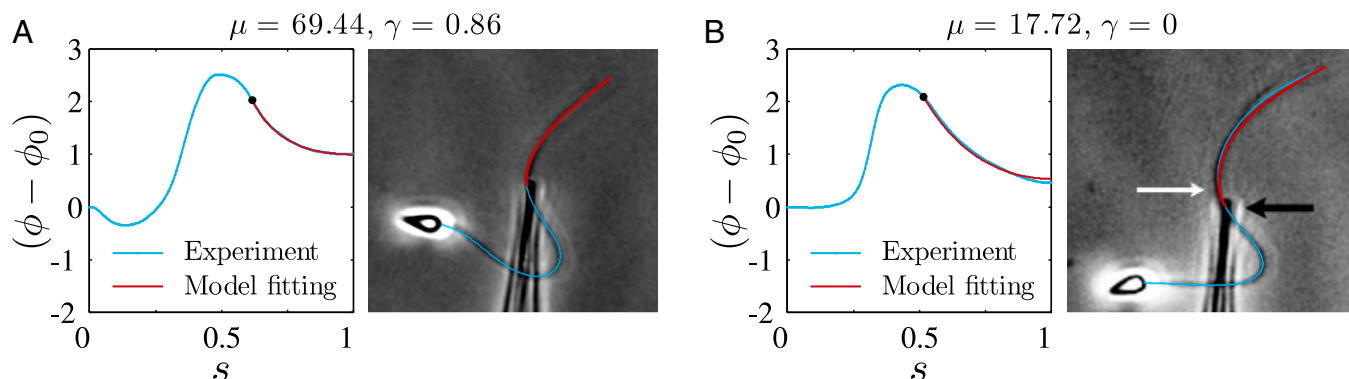 A
μ = 69.44, γ = 0.86
3
2
1
0
-1
-2
(ϕ − ϕ₀)
Experiment
Model fitting
0
0.5
1
s
B
μ = 17.72, γ = 0
3
2
1
0
-1
-2
(ϕ − ϕ₀)
Experiment
Model fitting
0
0.5
1
s